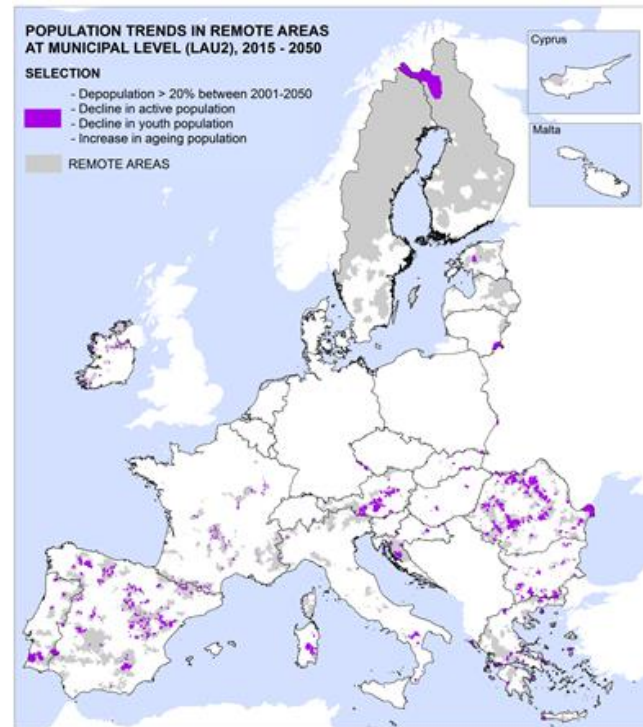 POPULATION TRENDS IN REMOTE AREAS
AT MUNICIPAL LEVEL (LAU2), 2015 - 2050
SELECTION
- Depopulation > 20% between 2001-2050
- Decline in active population
- Decline in youth population
- Increase in ageing population
REMOTE AREAS
Cyprus
Malta